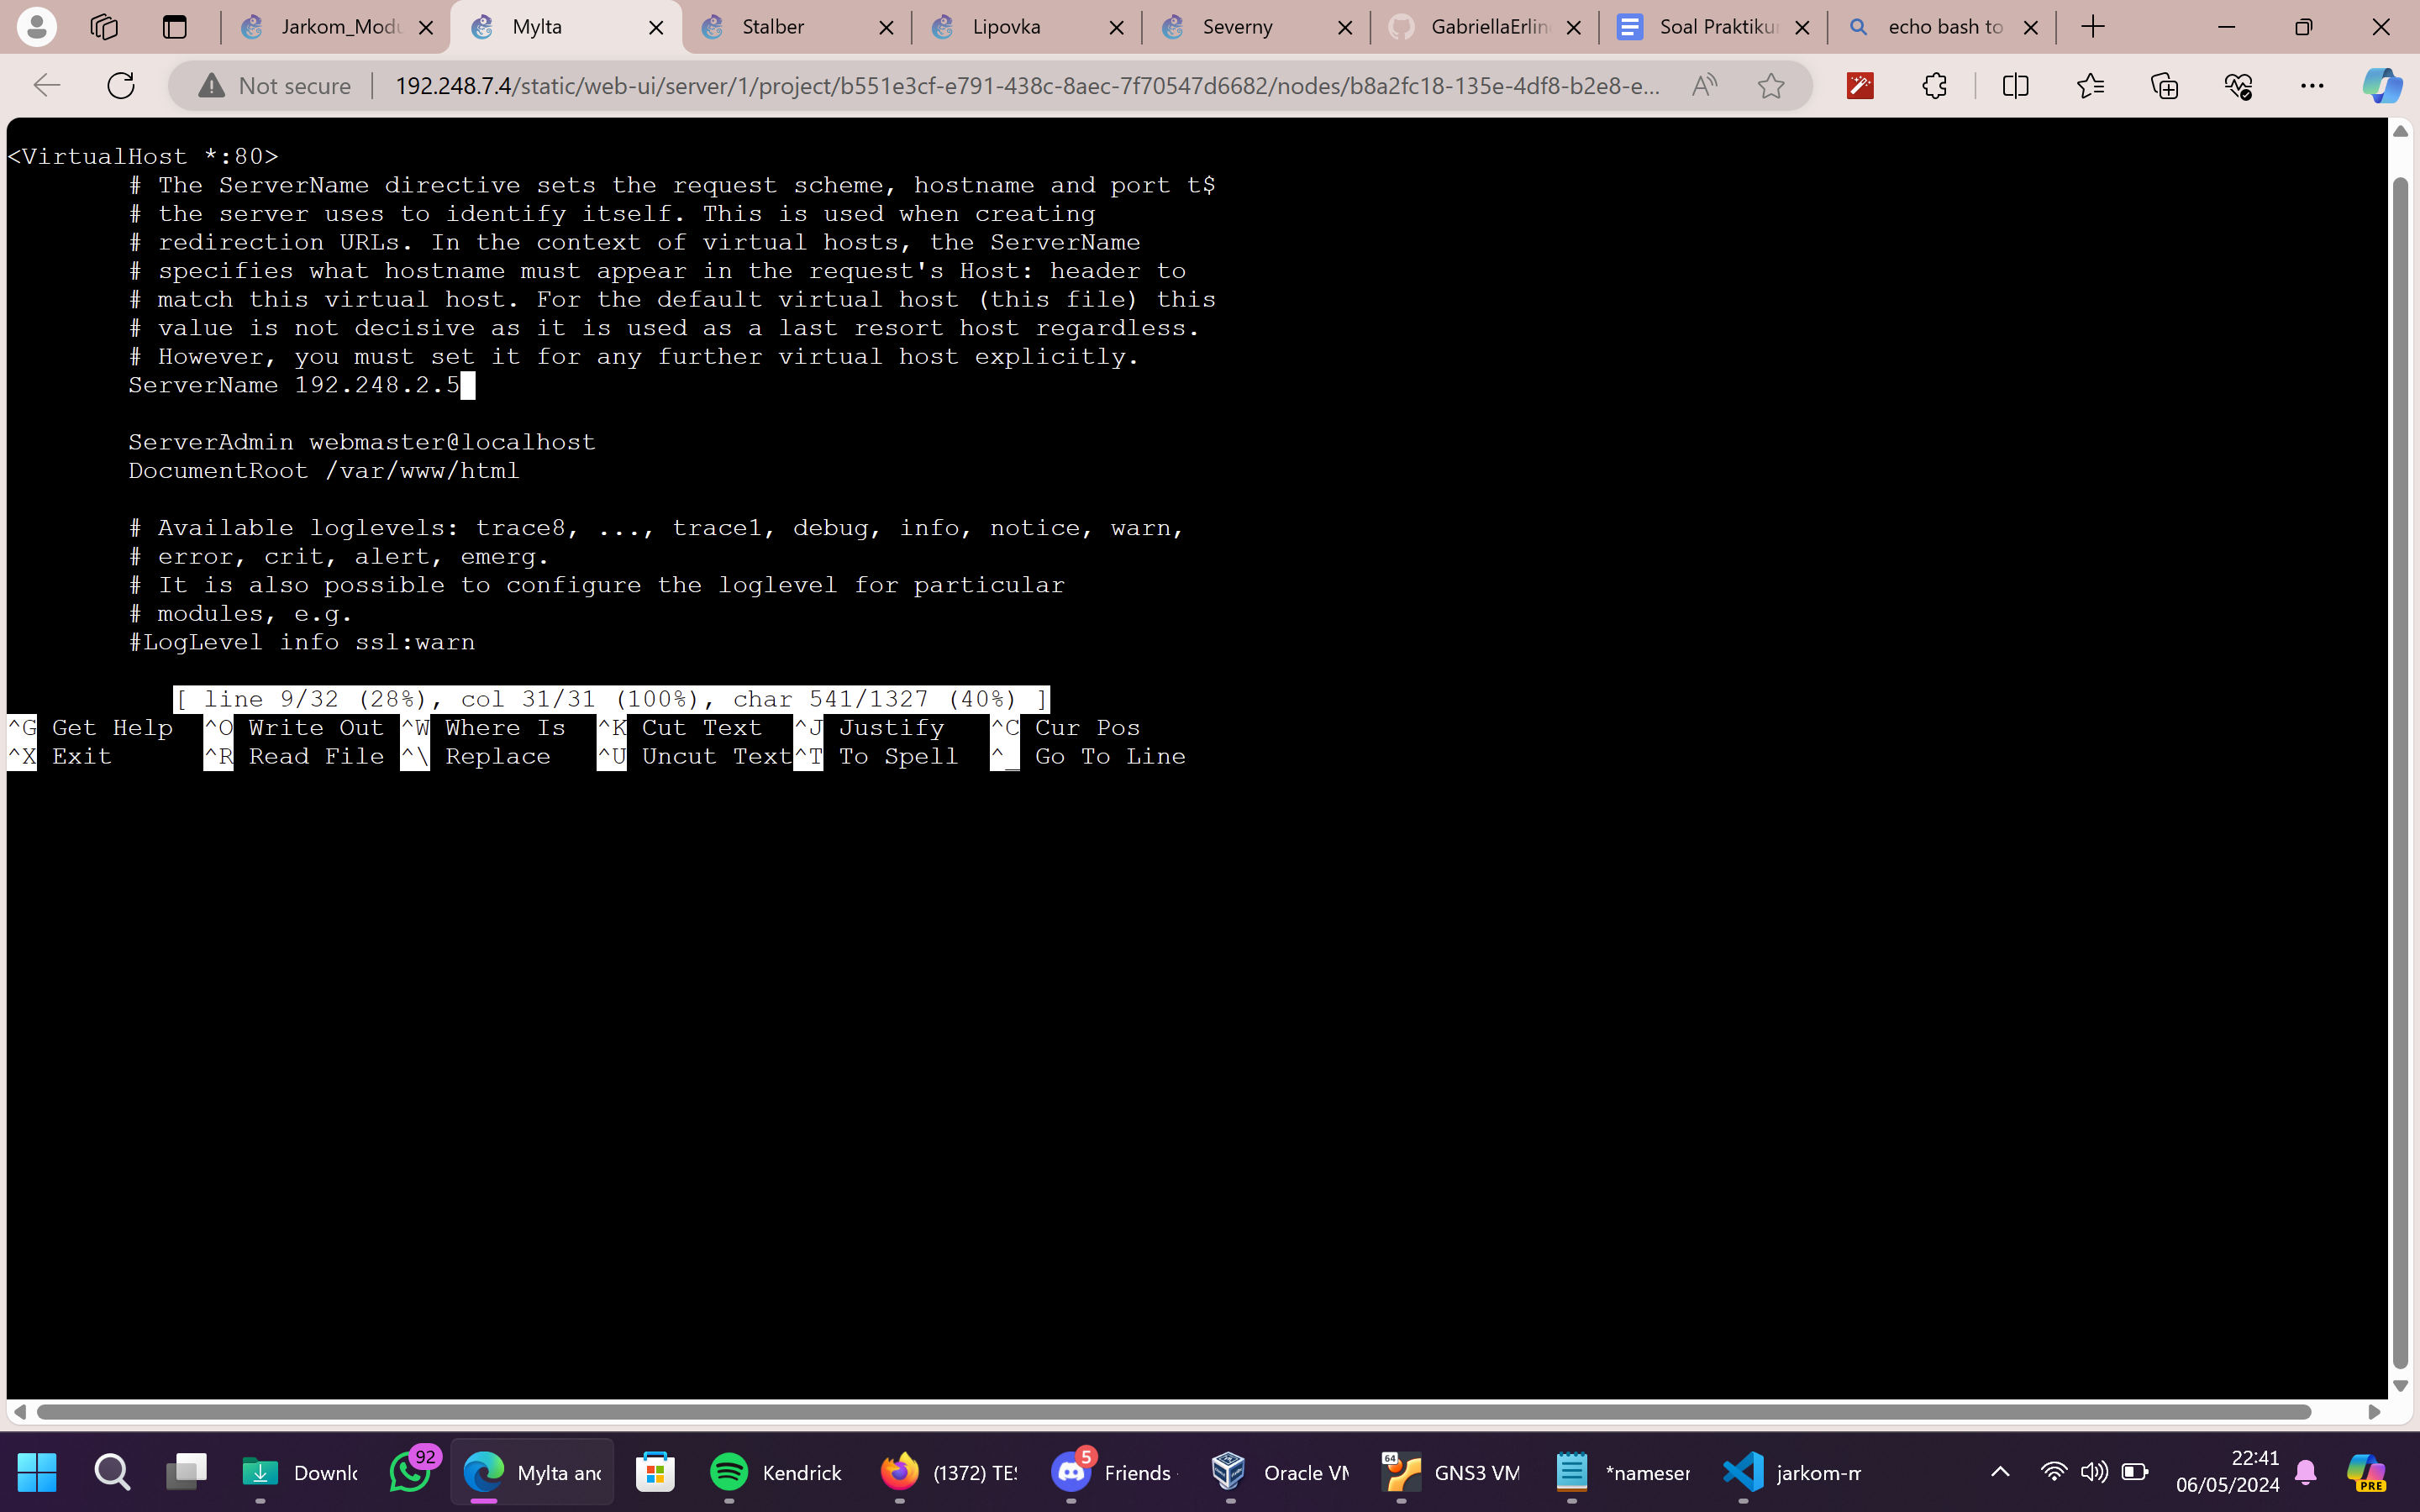 Jarkom_Modu
Mylta
Stalber
Lipovka
Severny
GabriellaErlin
Soal Praktiku
echo bash to
Not secure
192.248.7.4/static/web-ui/server/1/project/b551e3cf-e791-438c-8aec-7f70547d6682/nodes/b8a2fc18-135e-4df8-b2e8-e...
<VirtualHost *:80>
# The ServerName directive sets the request scheme, hostname and port t$
# the server uses to identify itself. This is used when creating
# redirection URLs. In the context of virtual hosts, the ServerName
# specifies what hostname must appear in the request's Host: header to
# match this virtual host. For the default virtual host (this file) this
# value is not decisive as it is used as a last resort host regardless.
# However, you must set it for any further virtual host explicitly.
ServerName 192.248.2.5
ServerAdmin webmaster@localhost
DocumentRoot /var/www/html
# Available loglevels: trace8, ..., trace1, debug, info, notice, warn,
# error, crit, alert, emerg.
# It is also possible to configure the loglevel for particular
# modules, e.g.
#LogLevel info ssl:warn
[ line 9/32 (28%), col 31/31 (100%), char 541/1327 (40%) ]
^G Get Help ^O Write Out ^W Where Is ^K Cut Text ^J Justify ^C Cur Pos
^X Exit ^R Read File ^\ Replace ^U Uncut Text ^T To Spell ^_ Go To Line
Downlo
92
Mylta and
Kendrick
(1372) TES
5
Friends
Oracle VM
64
GNS3 VM
*nameser
jarkom-m
22:41
06/05/2024
PRE